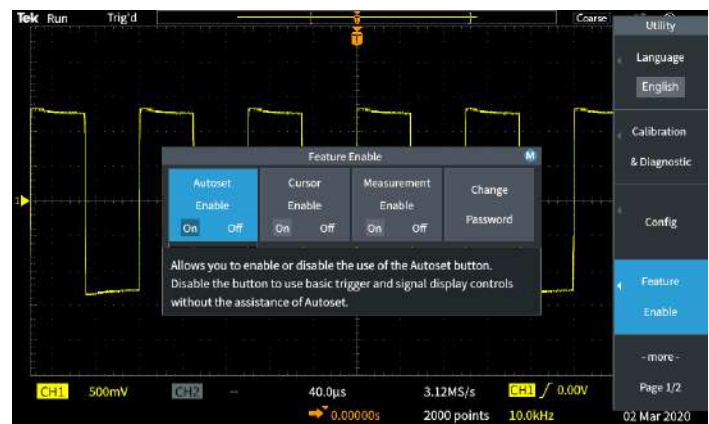 Tek Run Trig'd Coarse
Utility
Language
English
Calibration
& Diagnostic
Config
Feature
Enable
- more -
Page 1/2
Feature Enable M
Autoset
Enable
On Off
Cursor
Enable
On Off
Measurement
Enable
On Off
Change
Password
Allows you to enable or disable the use of the Autoset button.
Disable the button to use basic trigger and signal display controls
without the assistance of Autoset.
CH1 500mV CH2 -- 40.0µs 3.12MS/s CH1 0.00V
0.00000s 2000 points 10.0kHz 02 Mar 2020